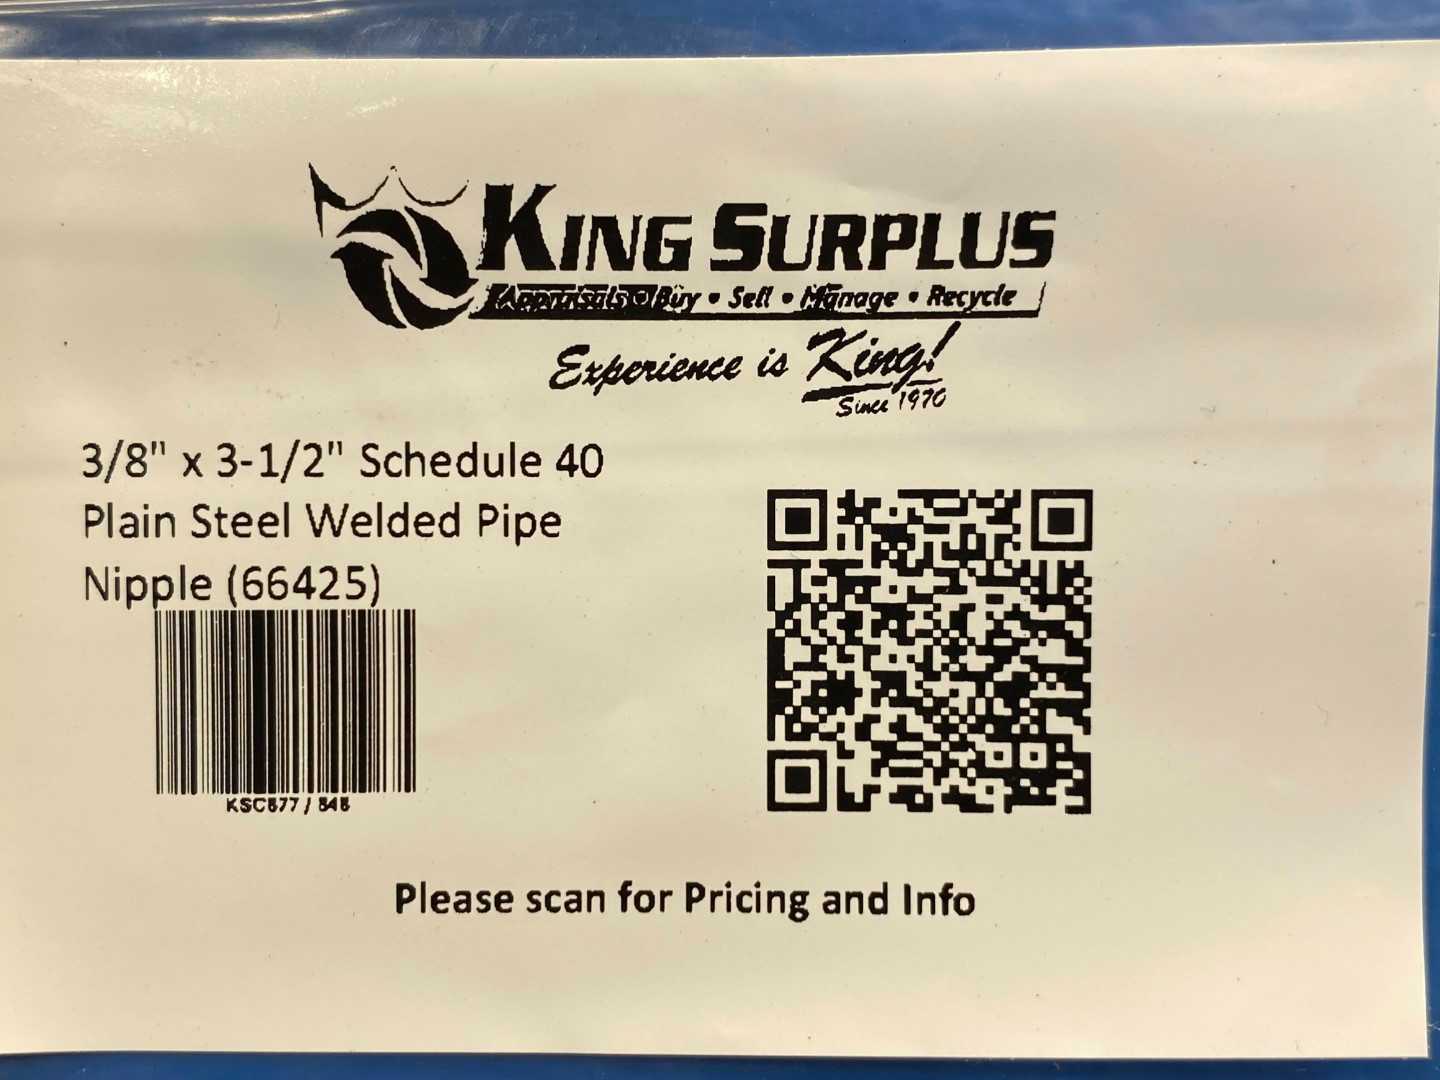 KING SURPLUS
Appraisals • Buy • Sell • Manage • Recycle
Experience is King!
Since 1970
3/8" x 3-1/2" Schedule 40
Plain Steel Welded Pipe
Nipple (66425)
Please scan for Pricing and Info